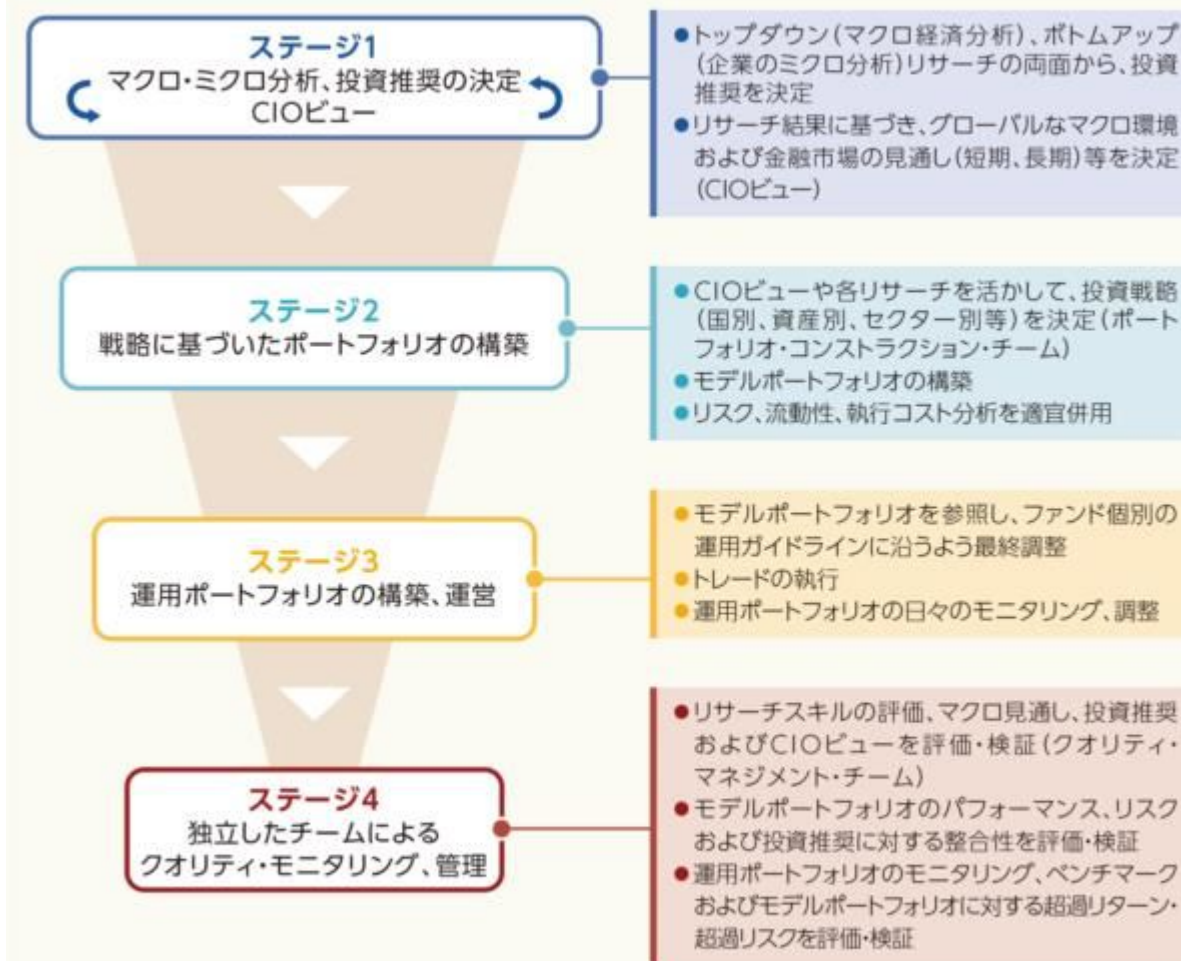 ステージ1
マクロ・ミクロ分析、投資推奨の決定
CIOビュー
●トップダウン(マクロ経済分析)、ボトムアップ
(企業のミクロ分析)リサーチの両面から、投資
推奨を決定
●リサーチ結果に基づき、グローバルなマクロ環境
および金融市場の見通し(短期、長期)等を決定
(CIOビュー)
ステージ2
戦略に基づいたポートフォリオの構築
●CIOビューや各リサーチを活かして、投資戦略
(国別、資産別、セクター別等)を決定(ポート
フォリオ・コンストラクション・チーム)
●モデルポートフォリオの構築
●リスク、流動性、執行コスト分析を適宜併用
ステージ3
運用ポートフォリオの構築、運営
●モデルポートフォリオを参照し、ファンド個別の
運用ガイドラインに沿うよう最終調整
●トレードの執行
●運用ポートフォリオの日々のモニタリング、調整
ステージ4
独立したチームによる
クオリティ・モニタリング、管理
●リサーチスキルの評価、マクロ見通し、投資推奨
およびCIOビューを評価・検証(クオリティ・
マネジメント・チーム)
●モデルポートフォリオのパフォーマンス、リスク
および投資推奨に対する整合性を評価・検証
●運用ポートフォリオのモニタリング、ベンチマーク
およびモデルポートフォリオに対する超過リターン・
超過リスクを評価・検証